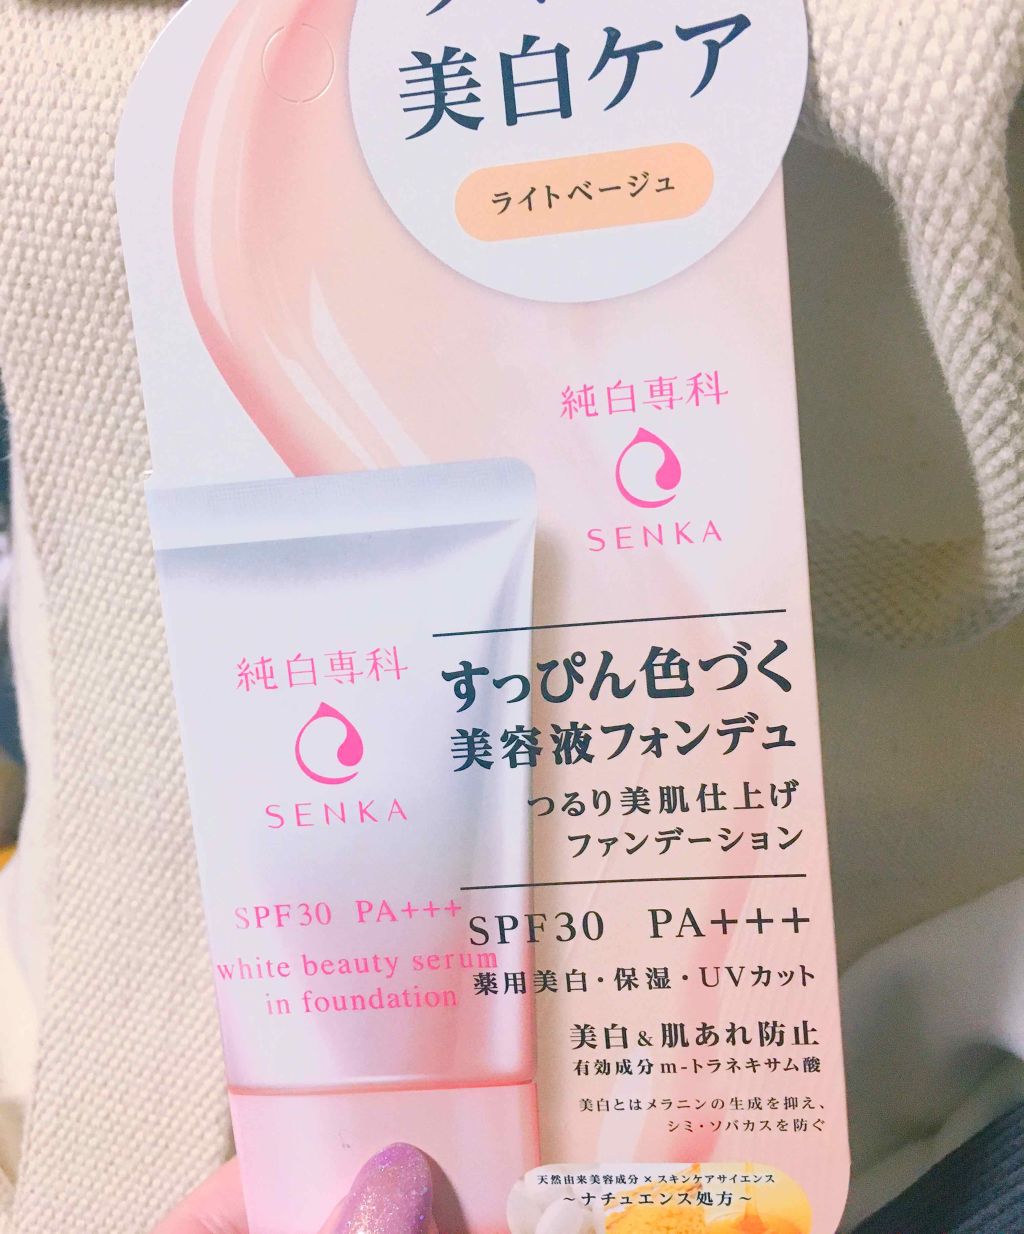 美白ケア
ライトベージュ
純白専科
SENKA
純白専科
SENKA
SPF30 PA+++
white beauty serum
in foundation
すっぴん色づく
美容液フォンデュ
つるり美肌仕上げ
ファンデーション
SPF30 PA+++
薬用美白・保湿・UVカット
美白&肌あれ防止
有効成分m-トラネキサム酸
美白とはメラニンの生成を抑え、
シミ・ソバカスを防ぐ
天然由来美容成分×スキンケアサイエンス
～ナチュエンス処方～